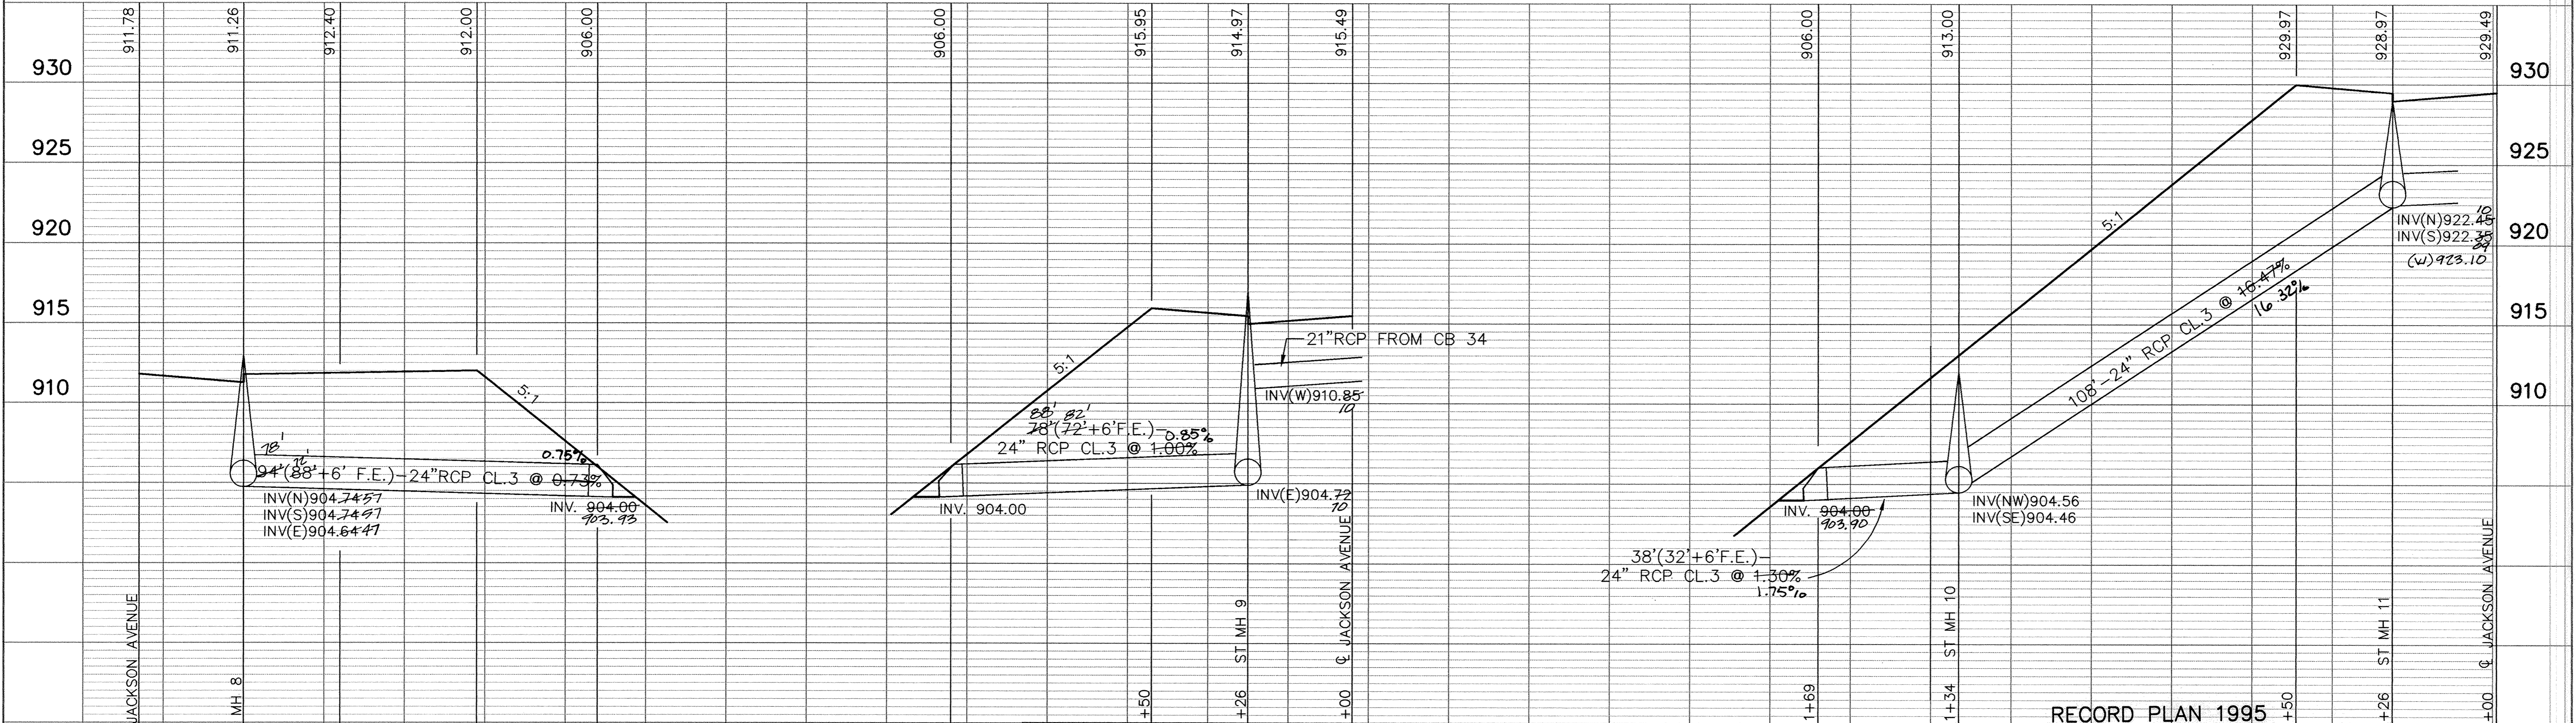 911.78
911.26
912.40
912.00
906.00
906.00
915.95
914.97
915.49
906.00
913.00
929.97
928.97
929.49
930
925
920
915
910
930
925
920
915
910
5:1
78'
72'
94'(88'+6' F.E.)-24"RCP CL.3 @ 0.73%
0.75%
INV(N)904.74 57
INV(S)904.74 57
INV(E)904.64 47
INV. 904.00
903.93
JACKSON AVENUE
MH 8
5:1
88' 82'
78'(72'+6'F.E.)-
0.85%
24" RCP CL.3 @ 1.00%
INV. 904.00
21"RCP FROM CB 34
INV(W)910.85
10
INV(E)904.72
70
+50
+26 ST MH 9
+00 ℄ JACKSON AVENUE
5:1
108'-24" RCP CL.3 @ 16.47%
16.32%
INV. 904.00
903.90
38'(32'+6'F.E.)-
24" RCP CL.3 @ 1.30%
1.75%
INV(NW)904.56
INV(SE)904.46
10
INV(N)922.45
INV(S)922.35
09
(W)923.10
1+69
1+34 ST MH 10
+50
+26 ST MH 11
+00 ℄ JACKSON AVENUE
RECORD PLAN 1995